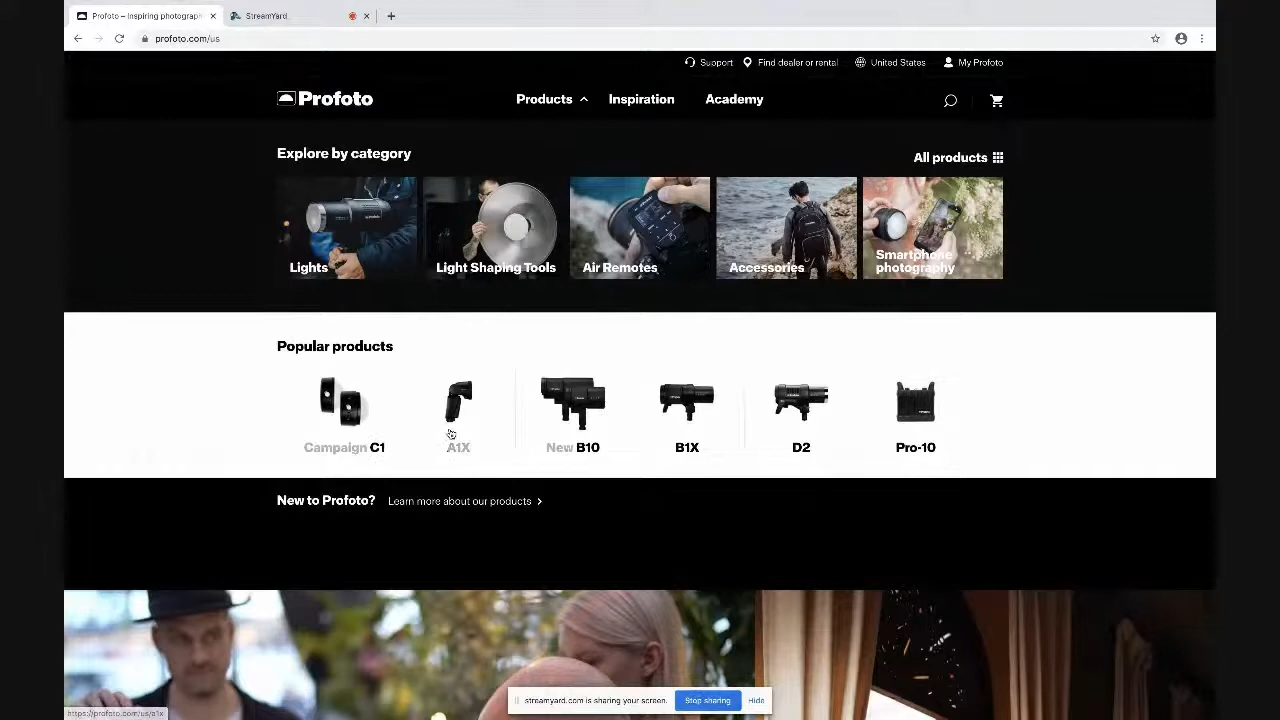 Profoto – Inspiring photograph
StreamYard
profoto.com/us
Support
Find dealer or rental
United States
My Profoto
Profoto
Products
Inspiration
Academy
Explore by category
All products
Lights
Light Shaping Tools
Air Remotes
Accessories
Smartphone
photography
Popular products
Campaign C1
A1X
New B10
B1X
D2
Pro-10
New to Profoto?
Learn more about our products
streamyard.com is sharing your screen.
Stop sharing
Hide
https://profoto.com/us/a1x